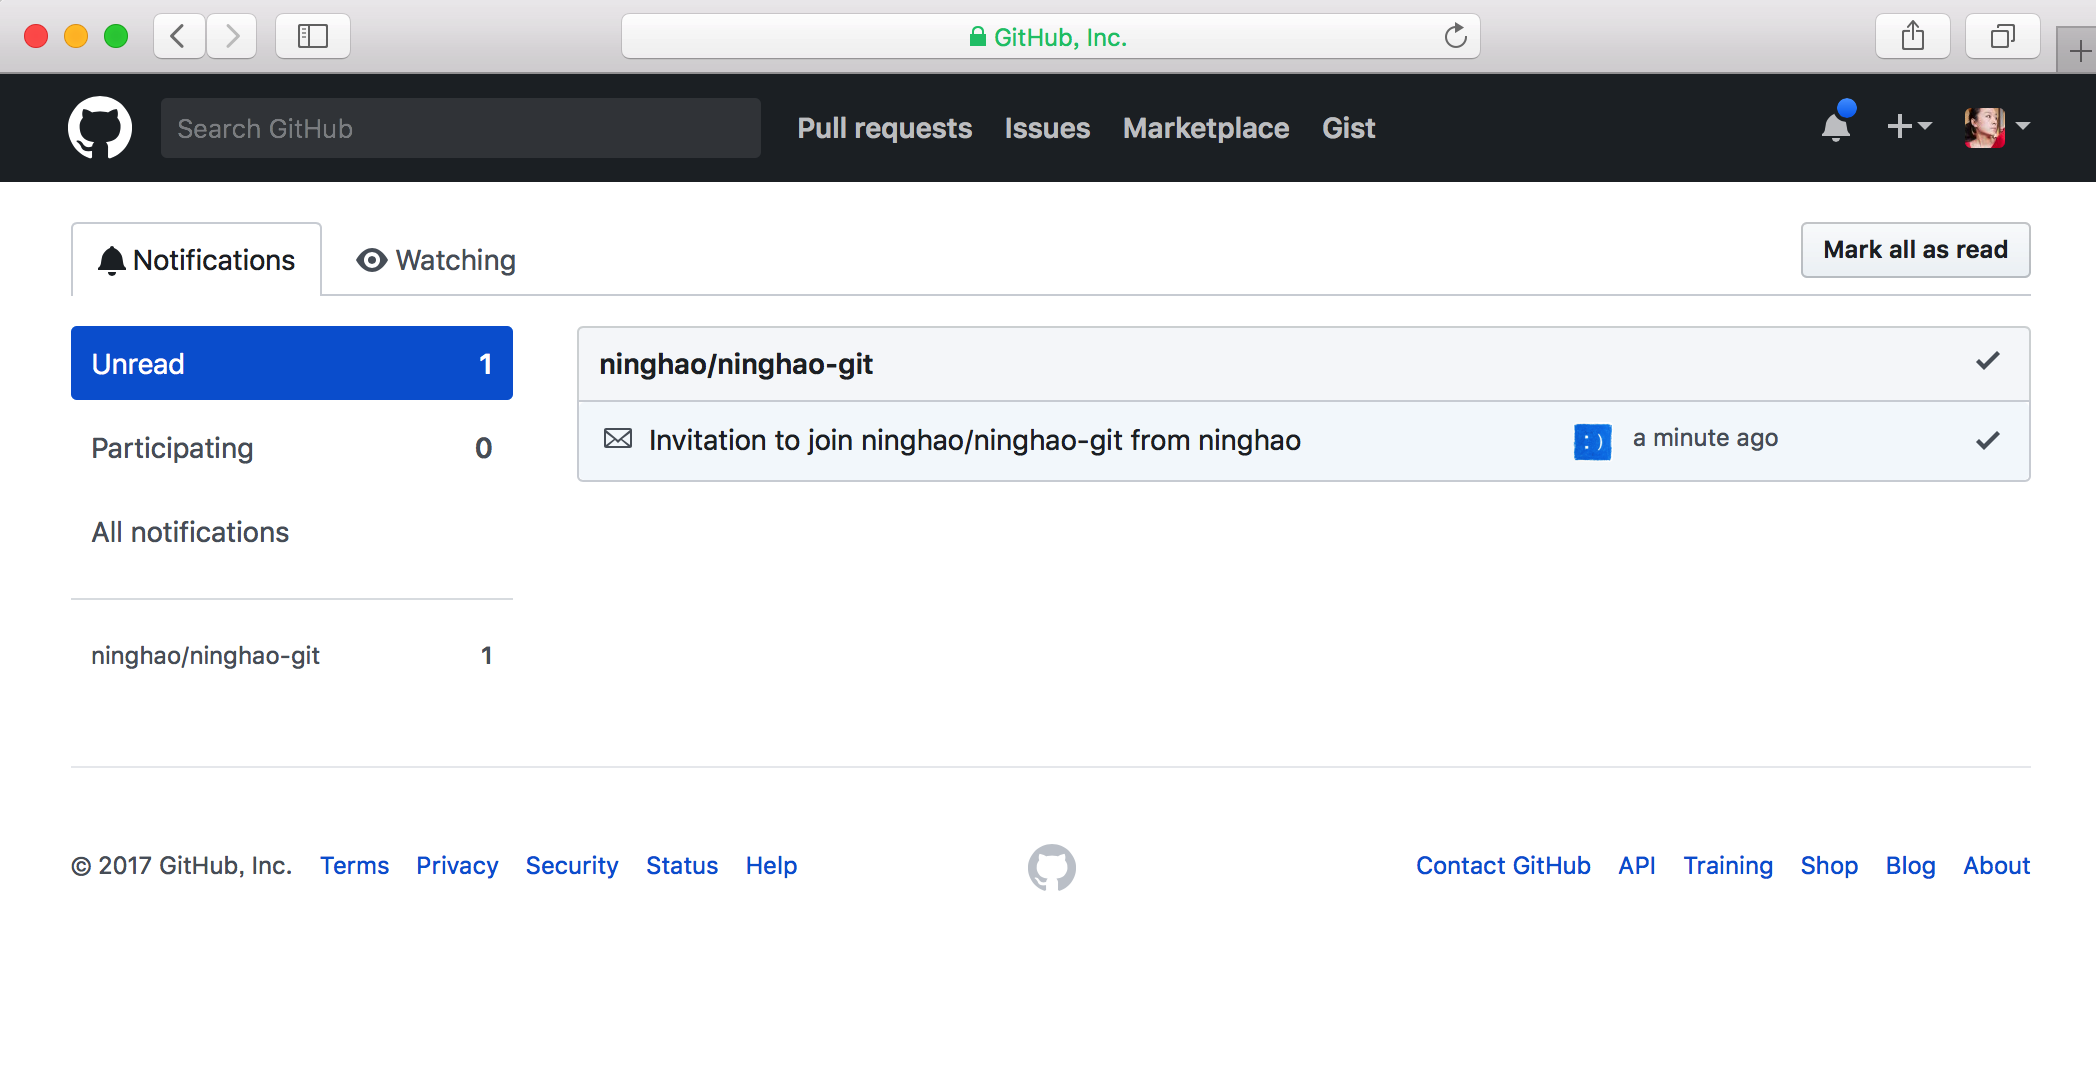 GitHub, Inc.
Search GitHub Pull requests Issues Marketplace Gist
Notifications Watching Mark all as read
Unread 1
Participating 0
All notifications
ninghao/ninghao-git 1
ninghao/ninghao-git
Invitation to join ninghao/ninghao-git from ninghao :) a minute ago
© 2017 GitHub, Inc. Terms Privacy Security Status Help Contact GitHub API Training Shop Blog About